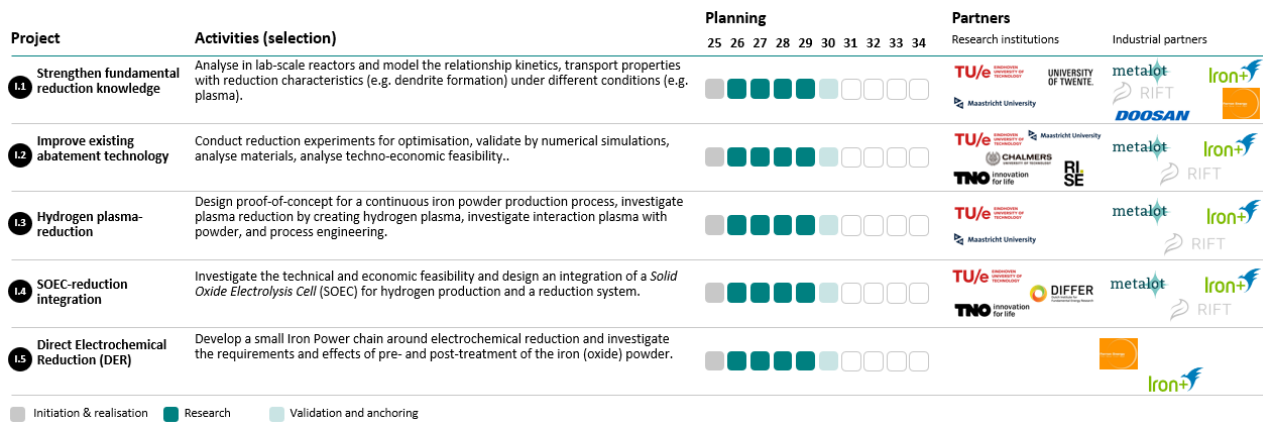 Planning
Partners
Project
Activities (selection)
25 26 27 28 29 30 31 32 33 34
Research institutions
Industrial partners
I.1
Strengthen fundamental
reduction knowledge
Analyse in lab-scale reactors and model the relationship kinetics, transport properties
with reduction characteristics (e.g. dendrite formation) under different conditions (e.g.
plasma).
TU/e EINDHOVEN
UNIVERSITY OF
TECHNOLOGY
UNIVERSITY
OF TWENTE.
Maastricht University
metalot
Iron+
RIFT
DOOSAN
I.2
Improve existing
abatement technology
Conduct reduction experiments for optimisation, validate by numerical simulations,
analyse materials, analyse techno-economic feasibility..
TU/e EINDHOVEN
UNIVERSITY OF
TECHNOLOGY
Maastricht University
CHALMERS
UNIVERSITY OF TECHNOLOGY
TNO innovation
for life
RI.
SE
metalot
Iron+
RIFT
I.3
Hydrogen plasma-
reduction
Design proof-of-concept for a continuous iron powder production process, investigate
plasma reduction by creating hydrogen plasma, investigate interaction plasma with
powder, and process engineering.
TU/e EINDHOVEN
UNIVERSITY OF
TECHNOLOGY
Maastricht University
metalot
Iron+
RIFT
I.4
SOEC-reduction
integration
Investigate the technical and economic feasibility and design an integration of a Solid
Oxide Electrolysis Cell (SOEC) for hydrogen production and a reduction system.
TU/e EINDHOVEN
UNIVERSITY OF
TECHNOLOGY
DIFFER
Dutch Institute for
Fundamental Energy Research
TNO innovation
for life
metalot
Iron+
RIFT
I.5
Direct Electrochemical
Reduction (DER)
Develop a small Iron Power chain around electrochemical reduction and investigate
the requirements and effects of pre- and post-treatment of the iron (oxide) powder.
Iron+
Initiation & realisation
Research
Validation and anchoring